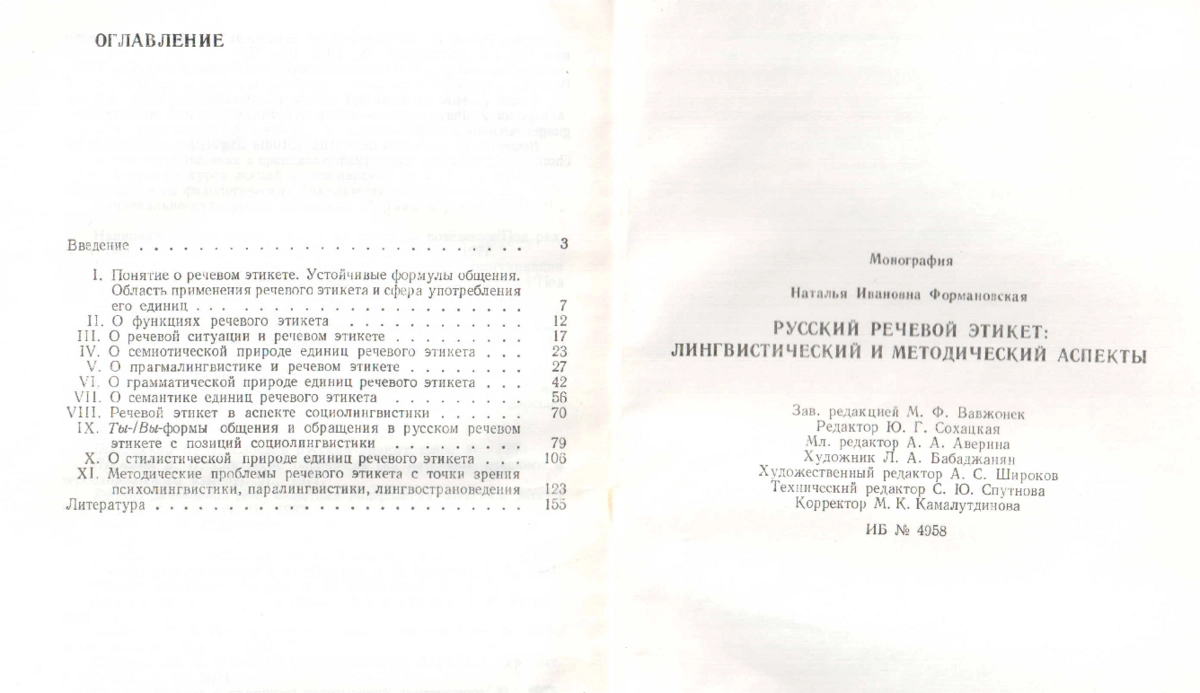 ОГЛАВЛЕНИЕ
Введение . . . . . . . . . . . . . . . . . . . . . . . . . . 3
I. Понятие о речевом этикете. Устойчивые формулы общения.
Область применения речевого этикета и сфера употребления
его единиц . . . . . . . . . . . . . . . . . . . . . 7
II. О функциях речевого этикета . . . . . . . . . . . . 12
III. О речевой ситуации и речевом этикете . . . . . . . . . 17
IV. О семиотической природе единиц речевого этикета . . . 23
V. О прагмалингвистике и речевом этикете . . . . . . . . 27
VI. О грамматической природе единиц речевого этикета . . . 42
VII. О семантике единиц речевого этикета . . . . . . . . . 56
VIII. Речевой этикет в аспекте социолингвистики . . . . . . 70
IX. Ты-/Вы-формы общения и обращения в русском речевом
этикете с позиций социолингвистики . . . . . . . . . 79
X. О стилистической природе единиц речевого этикета . . . 106
XI. Методические проблемы речевого этикета с точки зрения
психолингвистики, паралингвистики, лингвострановедения 123
Литература . . . . . . . . . . . . . . . . . . . . . . . . . 155
Монография
Наталья Ивановна Формановская
РУССКИЙ РЕЧЕВОЙ ЭТИКЕТ:
ЛИНГВИСТИЧЕСКИЙ И МЕТОДИЧЕСКИЙ АСПЕКТЫ
Зав. редакцией М. Ф. Вавжонек
Редактор Ю. Г. Сохацкая
Мл. редактор А. А. Аверина
Художник Л. А. Бабаджанян
Художественный редактор А. С. Широков
Технический редактор С. Ю. Спутнова
Корректор М. К. Камалутдинова
ИБ № 4958